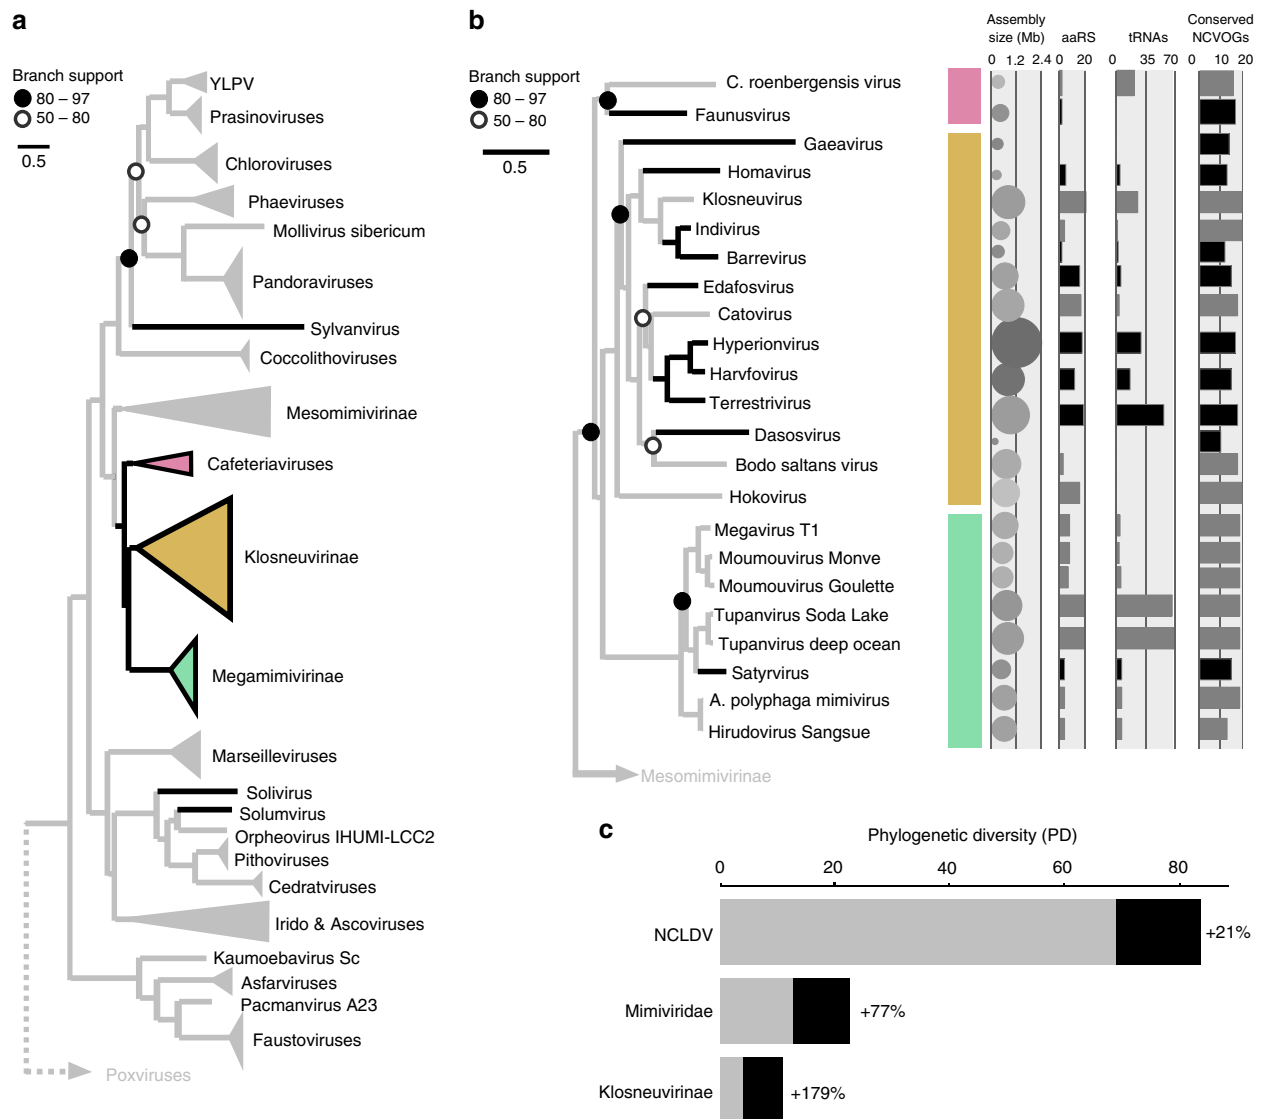 a
Branch support
80 – 97
50 – 80
0.5
YLPV
Prasinoviruses
Chloroviruses
Phaeviruses
Mollivirus sibericum
Pandoraviruses
Sylvanvirus
Coccolithoviruses
Mesomimivirinae
Cafeteriaviruses
Klosneuvirinae
Megamimivirinae
Marseilleviruses
Solivirus
Solumvirus
Orpheovirus IHUMI-LCC2
Pithoviruses
Cedratviruses
Irido & Ascoviruses
Kaumoebavirus Sc
Asfarviruses
Pacmanvirus A23
Faustoviruses
Poxviruses
b
Branch support
80 – 97
50 – 80
0.5
Assembly
size (Mb)
aaRS
tRNAs
Conserved
NCVOGs
0 1.2 2.4
0 20
0 35 70
0 10 20
C. roenbergensis virus
Faunusvirus
Gaeavirus
Homavirus
Klosneuvirus
Indivirus
Barrevirus
Edafosvirus
Catovirus
Hyperionvirus
Harvfovirus
Terrestrivirus
Dasosvirus
Bodo saltans virus
Hokovirus
Megavirus T1
Moumouvirus Monve
Moumouvirus Goulette
Tupanvirus Soda Lake
Tupanvirus deep ocean
Satyrvirus
A. polyphaga mimivirus
Hirudovirus Sangsue
Mesomimivirinae
c
Phylogenetic diversity (PD)
0 20 40 60 80
NCLDV +21%
Mimiviridae +77%
Klosneuvirinae +179%